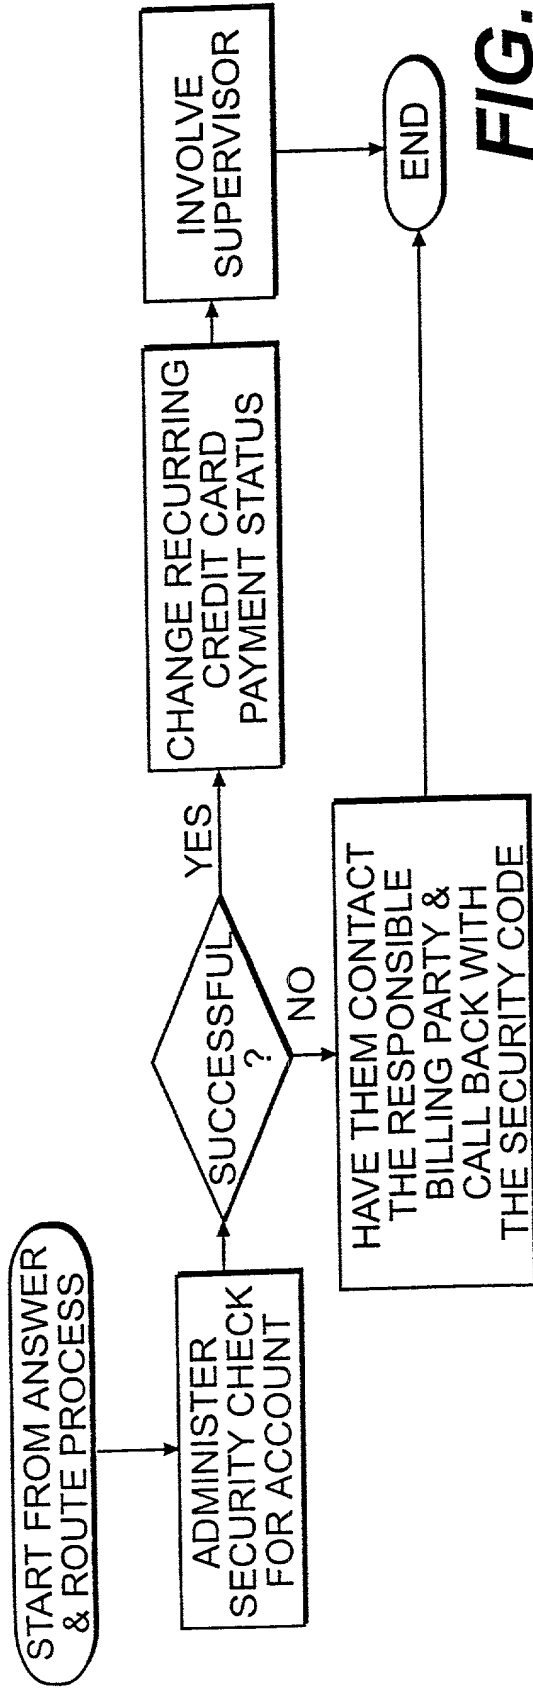 START FROM ANSWER
& ROUTE PROCESS
ADMINISTER
SECURITY CHECK
FOR ACCOUNT
SUCCESSFUL
?
YES
NO
CHANGE RECURRING
CREDIT CARD
PAYMENT STATUS
INVOLVE
SUPERVISOR
HAVE THEM CONTACT
THE RESPONSIBLE
BILLING PARTY &
CALL BACK WITH
THE SECURITY CODE
END
FIG.